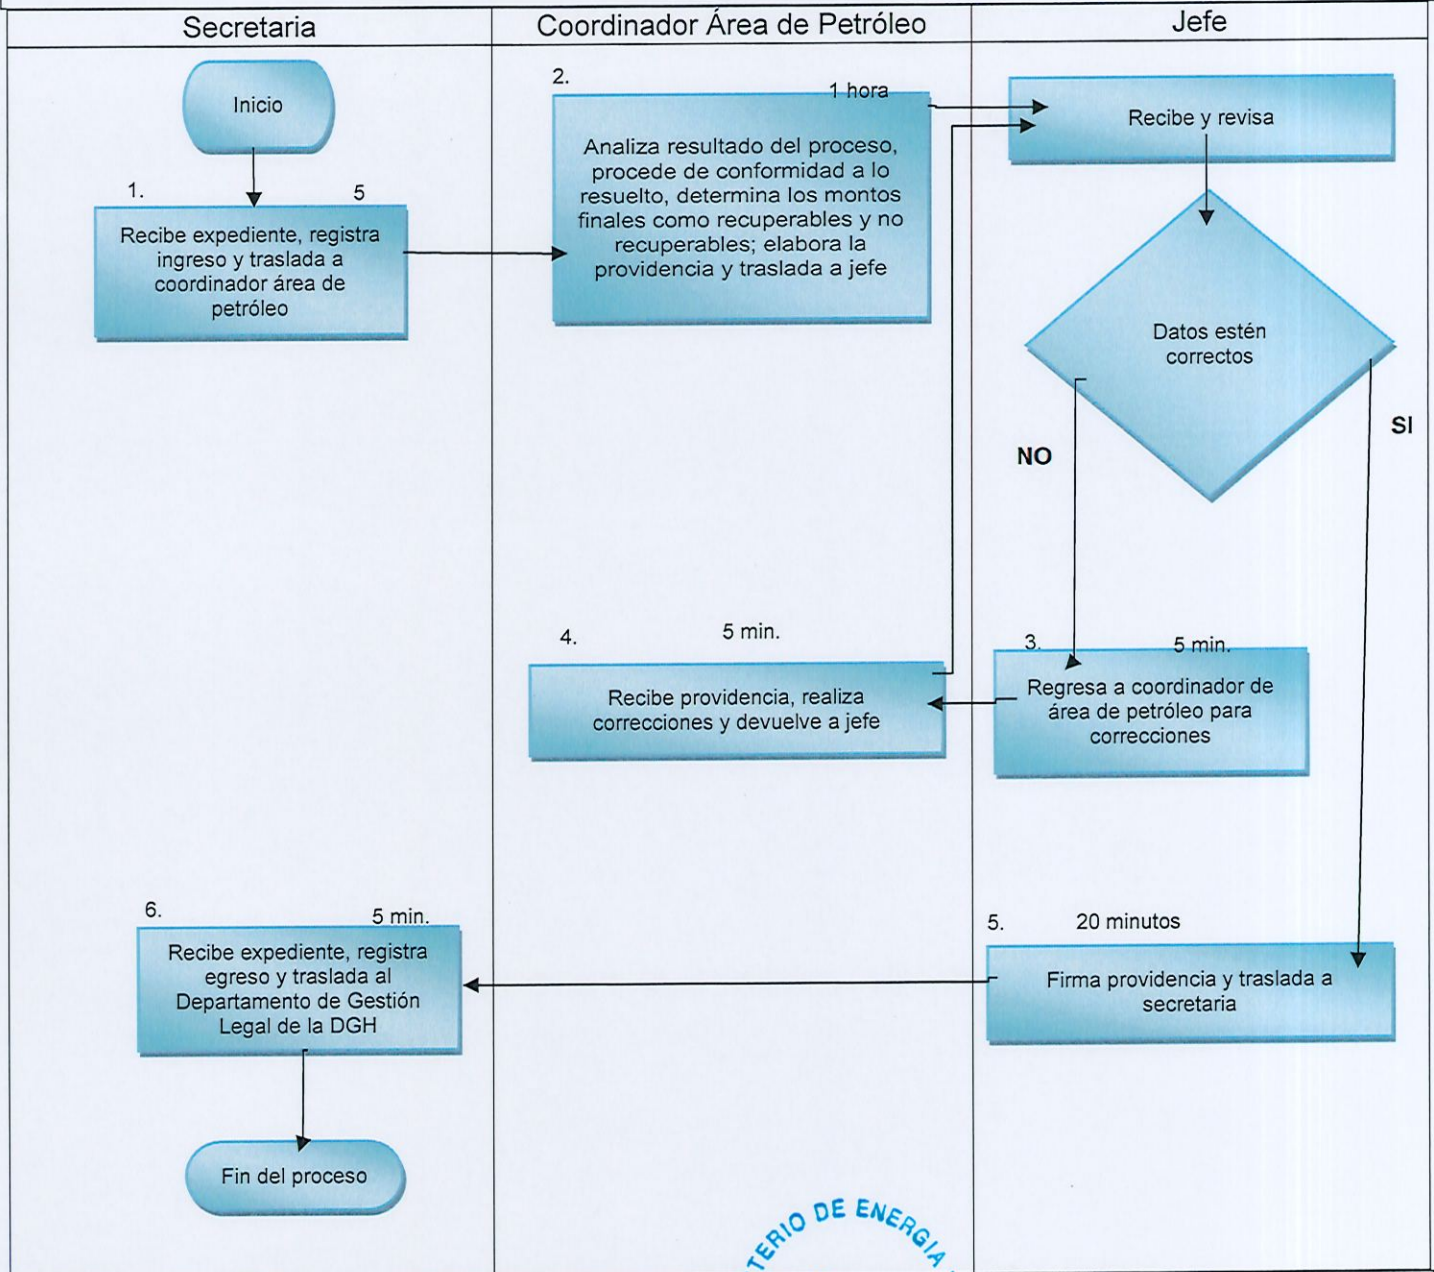 Secretaria
Coordinador Área de Petróleo
Jefe
Inicio
1.
5
Recibe expediente, registra
ingreso y traslada a
coordinador área de
petróleo
2.
1 hora
Analiza resultado del proceso,
procede de conformidad a lo
resuelto, determina los montos
finales como recuperables y no
recuperables; elabora la
providencia y traslada a jefe
Recibe y revisa
Datos estén
correctos
NO
SI
3.
5 min.
Regresa a coordinador de
área de petróleo para
correcciones
4.
5 min.
Recibe providencia, realiza
correcciones y devuelve a jefe
5.
20 minutos
Firma providencia y traslada a
secretaria
6.
5 min.
Recibe expediente, registra
egreso y traslada al
Departamento de Gestión
Legal de la DGH
Fin del proceso
TERIO DE ENERGIA